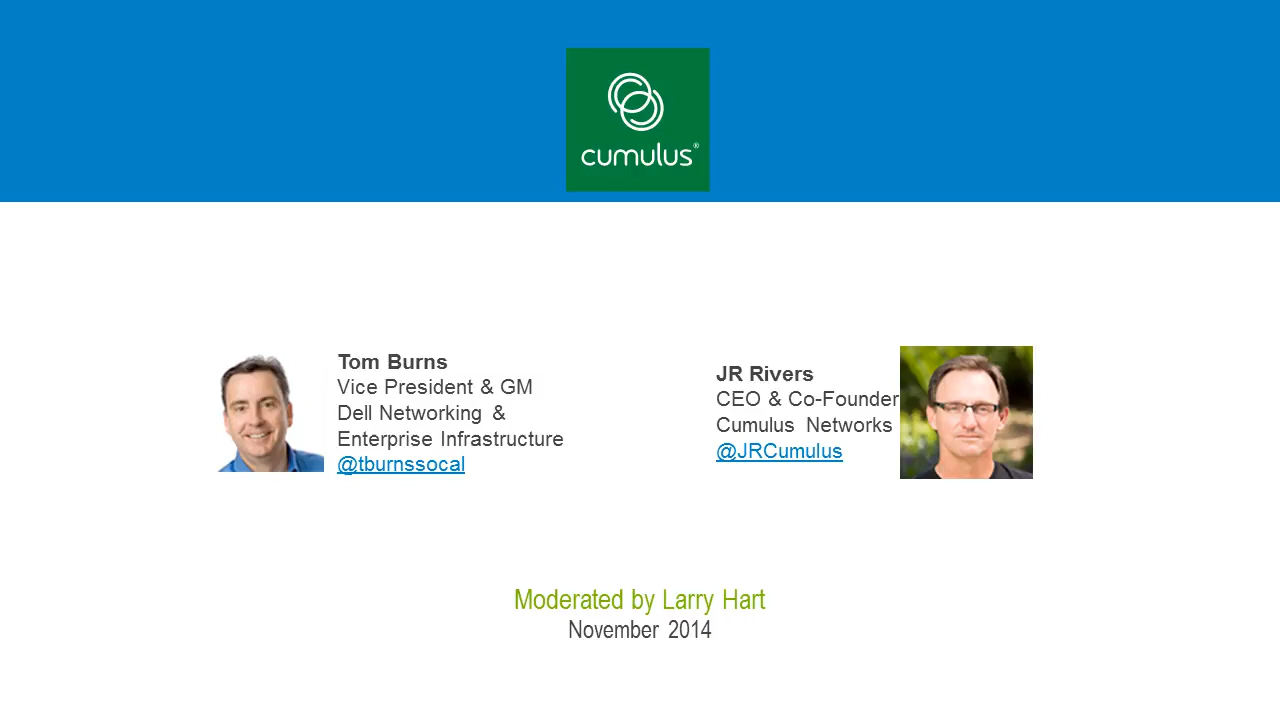 cumulus®
Tom Burns
Vice President & GM
Dell Networking &
Enterprise Infrastructure
@tburnssocal
JR Rivers
CEO & Co-Founder
Cumulus Networks
@JRCumulus
Moderated by Larry Hart
November 2014